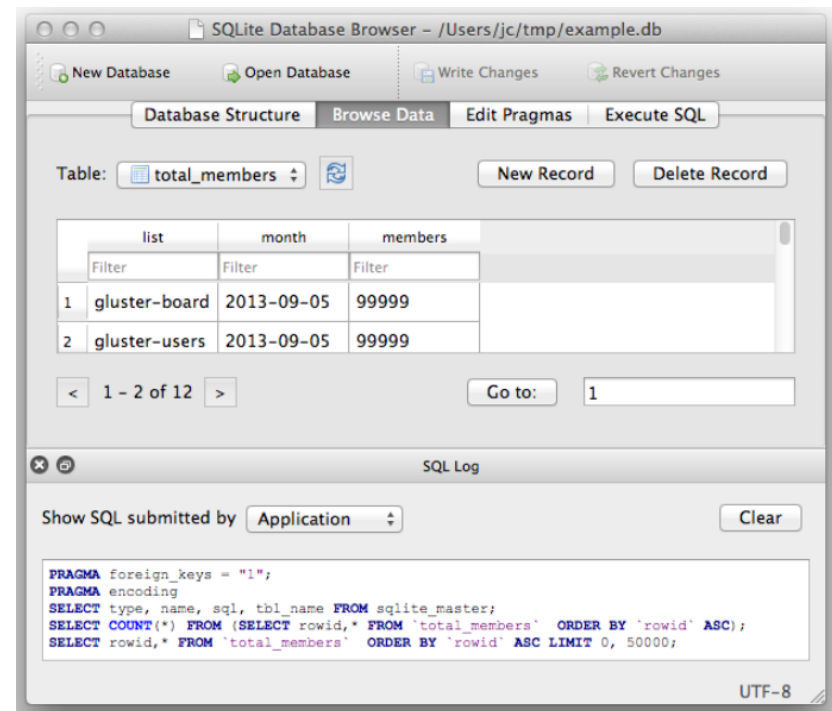 SQLite Database Browser - /Users/jc/tmp/example.db
New Database Open Database Write Changes Revert Changes
Database Structure Browse Data Edit Pragmas Execute SQL
Table: total_members New Record Delete Record
list month members
Filter Filter Filter
1 gluster-board 2013-09-05 99999
2 gluster-users 2013-09-05 99999
< 1 - 2 of 12 > Go to: 1
SQL Log
Show SQL submitted by Application Clear
PRAGMA foreign_keys = "1";
PRAGMA encoding
SELECT type, name, sql, tbl_name FROM sqlite_master;
SELECT COUNT(*) FROM (SELECT rowid,* FROM `total_members`  ORDER BY `rowid` ASC);
SELECT rowid,* FROM `total_members`  ORDER BY `rowid` ASC LIMIT 0, 50000;
UTF-8